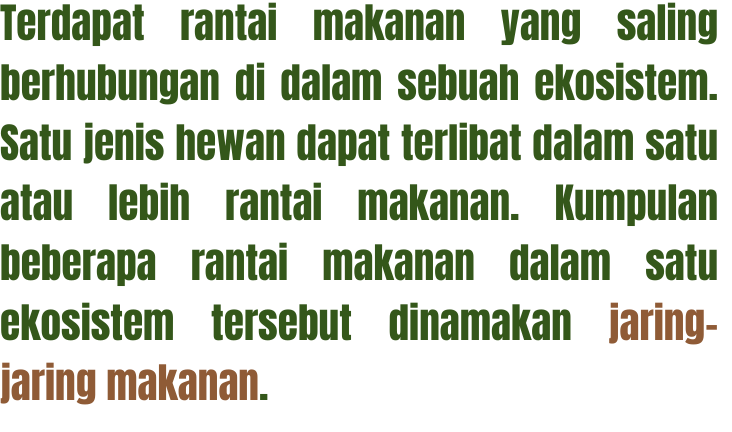 Terdapat rantai makanan yang saling
berhubungan di dalam sebuah ekosistem.
Satu jenis hewan dapat terlibat dalam satu
atau lebih rantai makanan. Kumpulan
beberapa rantai makanan dalam satu
ekosistem tersebut dinamakan jaring-
jaring makanan.